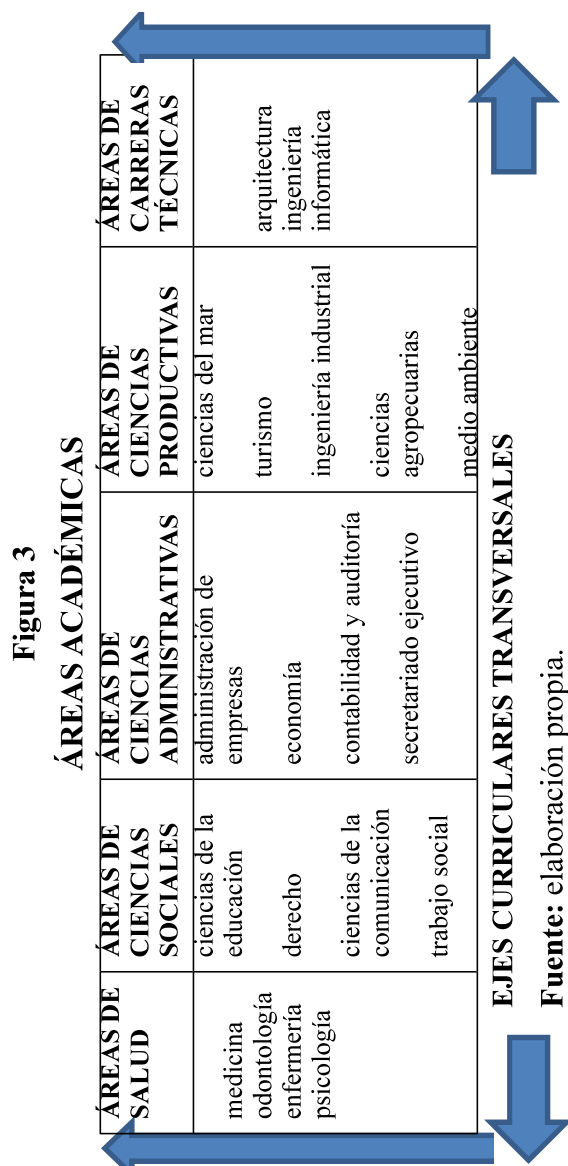 Figura 3
ÁREAS ACADÉMICAS
ÁREAS DE
SALUD
ÁREAS DE
CIENCIAS
SOCIALES
ÁREAS DE
CIENCIAS
ADMINISTRATIVAS
ÁREAS DE
CIENCIAS
PRODUCTIVAS
ÁREAS DE
CARRERAS
TÉCNICAS
medicina
odontología
enfermería
psicología
ciencias de la
educación
derecho
ciencias de la
comunicación
trabajo social
administración de
empresas
economía
contabilidad y auditoría
secretariado ejecutivo
ciencias del mar
turismo
ingeniería industrial
ciencias
agropecuarias
medio ambiente
arquitectura
ingeniería
informática
EJES CURRICULARES TRANSVERSALES
Fuente: elaboración propia.